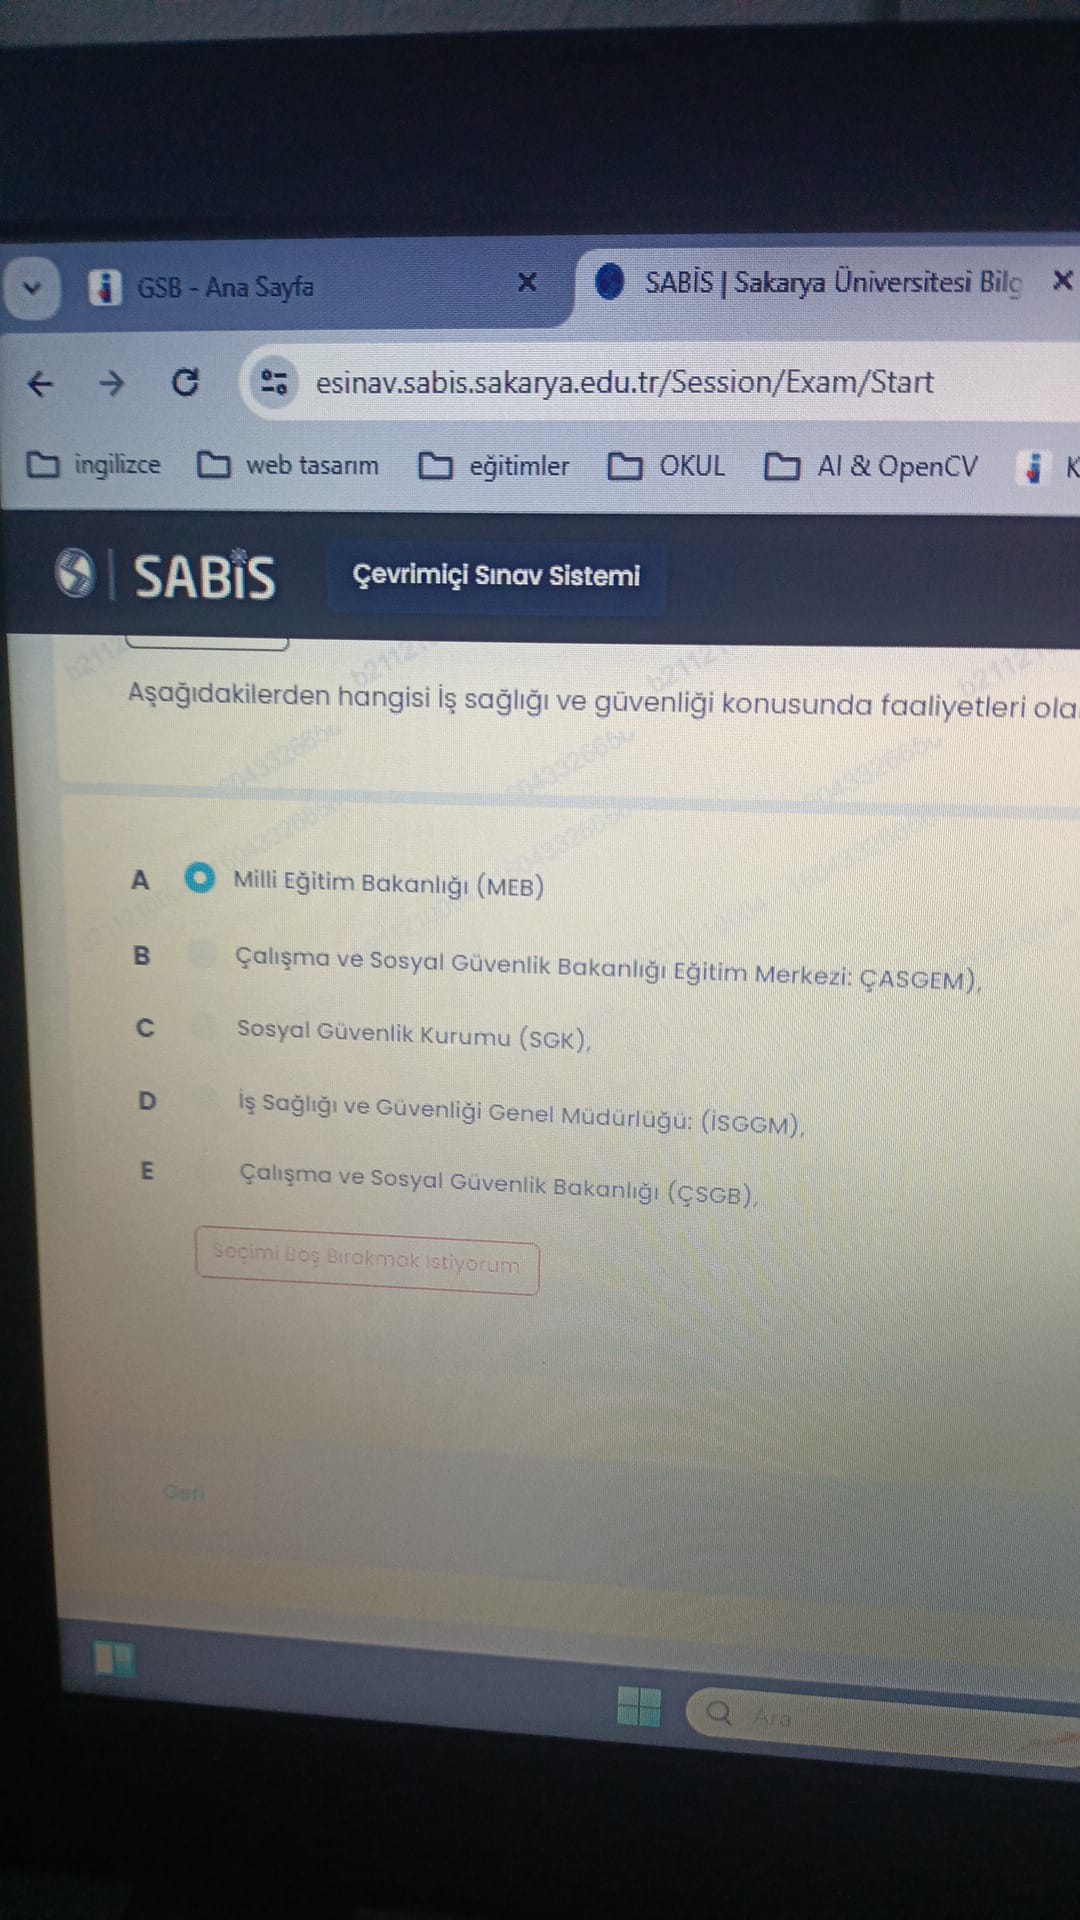 GSB - Ana Sayfa
SABİS | Sakarya Üniversitesi Bilg
esinav.sabis.sakarya.edu.tr/Session/Exam/Start
ingilizce web tasarım eğitimler OKUL AI & OpenCV K
SABİS Çevrimiçi Sınav Sistemi
Aşağıdakilerden hangisi İş sağlığı ve güvenliği konusunda faaliyetleri ola
A Milli Eğitim Bakanlığı (MEB)
B Çalışma ve Sosyal Güvenlik Bakanlığı Eğitim Merkezi: ÇASGEM),
C Sosyal Güvenlik Kurumu (SGK),
D İş Sağlığı ve Güvenliği Genel Müdürlüğü: (İSGGM),
E Çalışma ve Sosyal Güvenlik Bakanlığı (ÇSGB),
Seçimi Boş Bırakmak istiyorum
Geri
Ara